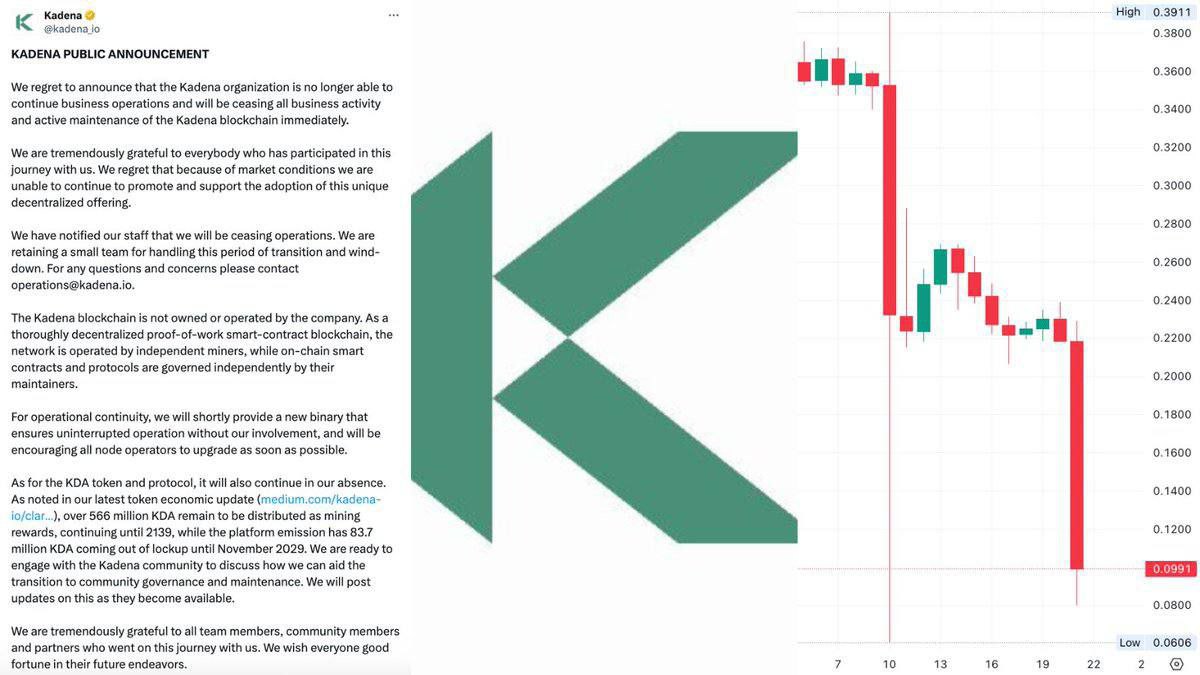 Kadena
@kadena_io
KADENA PUBLIC ANNOUNCEMENT
We regret to announce that the Kadena organization is no longer able to
continue business operations and will be ceasing all business activity
and active maintenance of the Kadena blockchain immediately.
We are tremendously grateful to everybody who has participated in this
journey with us. We regret that because of market conditions we are
unable to continue to promote and support the adoption of this unique
decentralized offering.
We have notified our staff that we will be ceasing operations. We are
retaining a small team for handling this period of transition and wind-
down. For any questions and concerns please contact
operations@kadena.io.
The Kadena blockchain is not owned or operated by the company. As a
thoroughly decentralized proof-of-work smart-contract blockchain, the
network is operated by independent miners, while on-chain smart
contracts and protocols are governed independently by their
maintainers.
For operational continuity, we will shortly provide a new binary that
ensures uninterrupted operation without our involvement, and will be
encouraging all node operators to upgrade as soon as possible.
As for the KDA token and protocol, it will also continue in our absence.
As noted in our latest token economic update (medium.com/kadena-
io/clar...), over 566 million KDA remain to be distributed as mining
rewards, continuing until 2139, while the platform emission has 83.7
million KDA coming out of lockup until November 2029. We are ready to
engage with the Kadena community to discuss how we can aid the
transition to community governance and maintenance. We will post
updates on this as they become available.
We are tremendously grateful to all team members, community members
and partners who went on this journey with us. We wish everyone good
fortune in their future endeavors.
High 0.3911
0.3800
0.3600
0.3400
0.3200
0.3000
0.2800
0.2600
0.2400
0.2200
0.2000
0.1800
0.1600
0.1400
0.1200
0.0991
0.0800
Low 0.0606
7 10 13 16 19 22 2